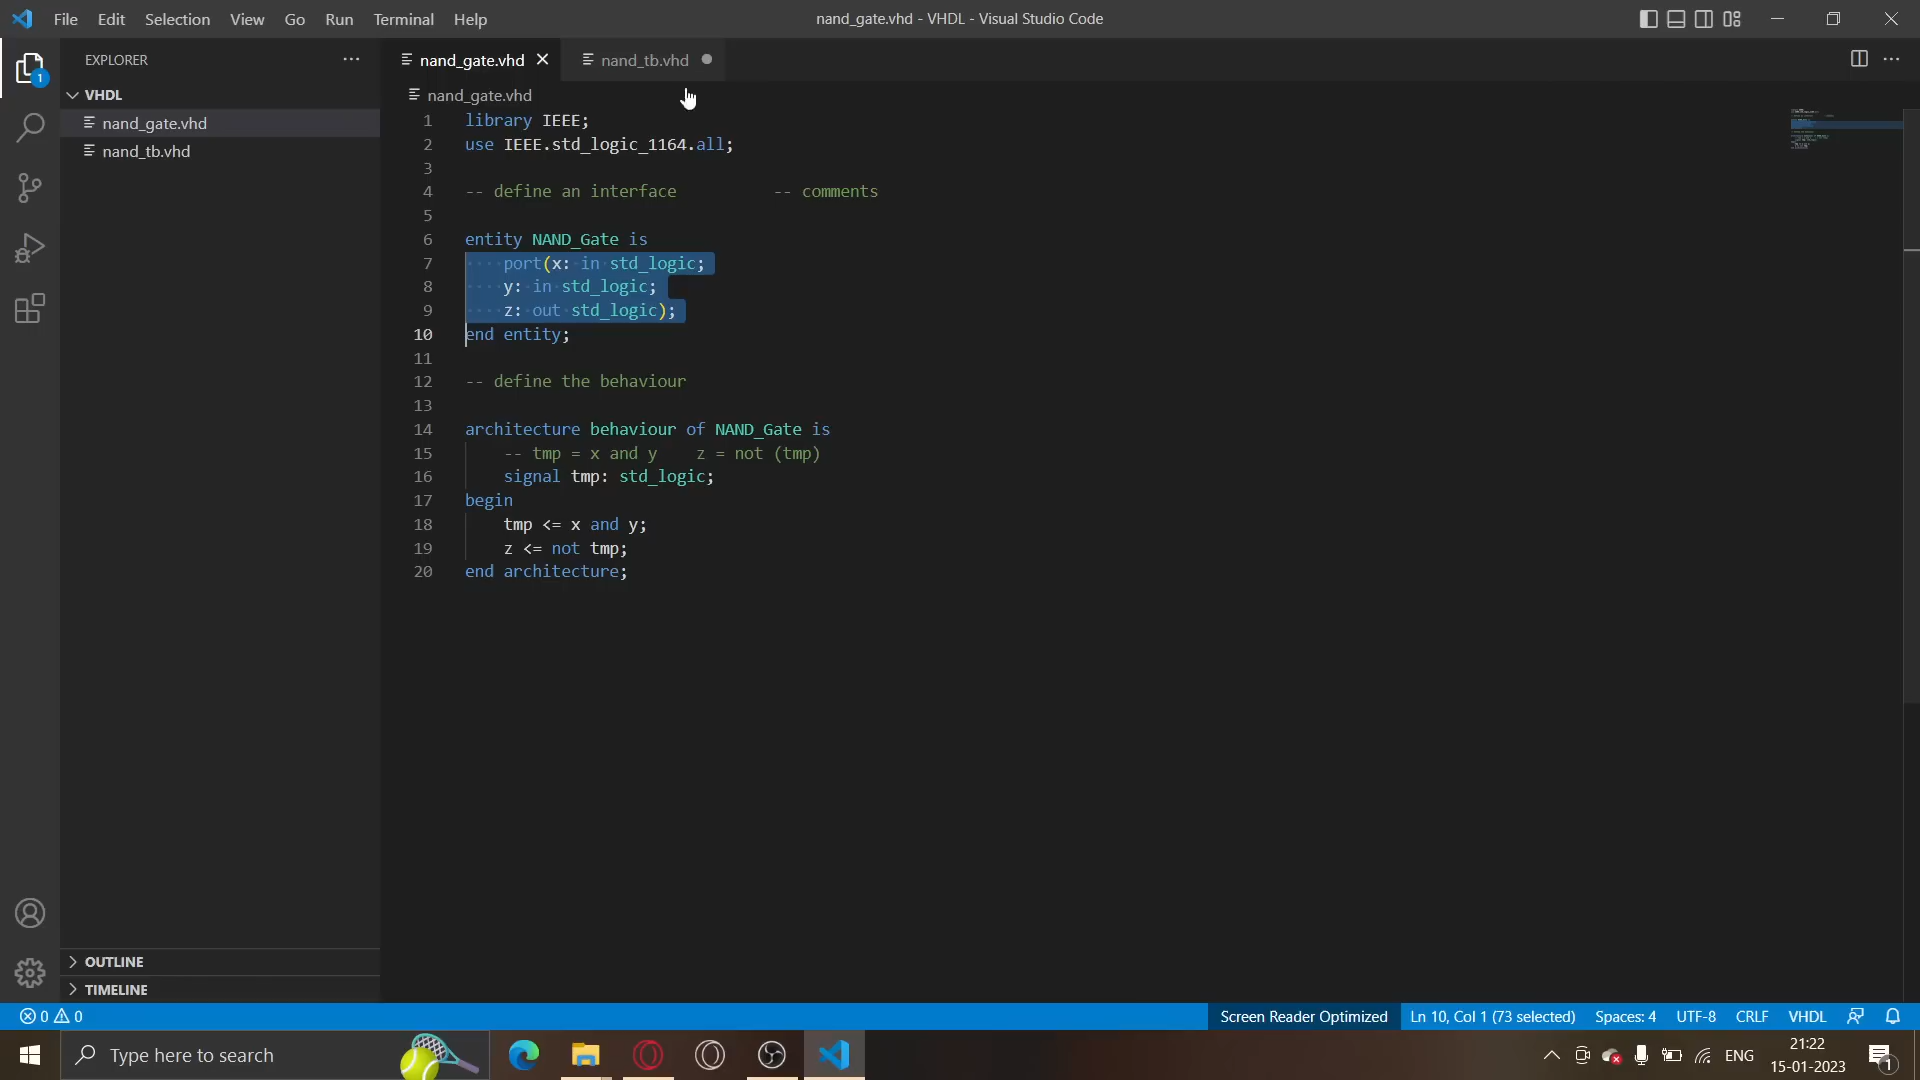 File Edit Selection View Go Run Terminal Help
nand_gate.vhd - VHDL - Visual Studio Code
EXPLORER
VHDL
nand_gate.vhd
nand_tb.vhd
OUTLINE
TIMELINE
nand_gate.vhd
nand_tb.vhd
nand_gate.vhd
1 library IEEE;
2 use IEEE.std_logic_1164.all;
3
4 -- define an interface -- comments
5
6 entity NAND_Gate is
7 port(x: in std_logic;
8 y: in std_logic;
9 z: out std_logic);
10 end entity;
11
12 -- define the behaviour
13
14 architecture behaviour of NAND_Gate is
15 -- tmp = x and y z = not (tmp)
16 signal tmp: std_logic;
17 begin
18 tmp <= x and y;
19 z <= not tmp;
20 end architecture;
1
0 0
Screen Reader Optimized Ln 10, Col 1 (73 selected) Spaces: 4 UTF-8 CRLF VHDL
Type here to search
ENG
21:22
15-01-2023
1